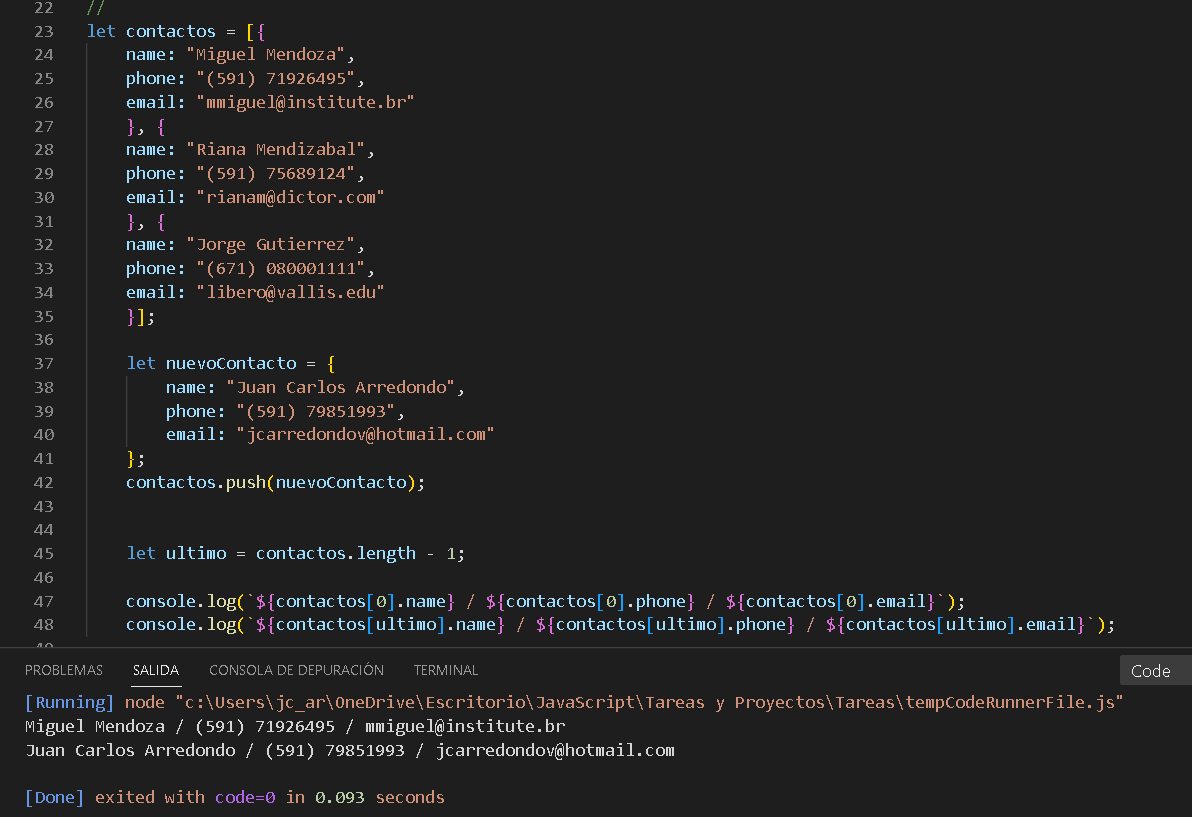 22 //
23 let contactos = [{
24 name: "Miguel Mendoza",
25 phone: "(591) 71926495",
26 email: "mmiguel@institute.br"
27 }, {
28 name: "Riana Mendizabal",
29 phone: "(591) 75689124",
30 email: "rianam@dictor.com"
31 }, {
32 name: "Jorge Gutierrez",
33 phone: "(671) 080001111",
34 email: "libero@vallis.edu"
35 }];
36
37 let nuevoContacto = {
38 name: "Juan Carlos Arredondo",
39 phone: "(591) 79851993",
40 email: "jcarredondov@hotmail.com"
41 };
42 contactos.push(nuevoContacto);
43
44
45 let ultimo = contactos.length - 1;
46
47 console.log(`${contactos[0].name} / ${contactos[0].phone} / ${contactos[0].email}`);
48 console.log(`${contactos[ultimo].name} / ${contactos[ultimo].phone} / ${contactos[ultimo].email}`);
PROBLEMAS SALIDA CONSOLA DE DEPURACIÓN TERMINAL Code
[Running] node "c:\Users\jc_ar\OneDrive\Escritorio\JavaScript\Tareas y Proyectos\Tareas\tempCodeRunnerFile.js"
Miguel Mendoza / (591) 71926495 / mmiguel@institute.br
Juan Carlos Arredondo / (591) 79851993 / jcarredondov@hotmail.com
[Done] exited with code=0 in 0.093 seconds